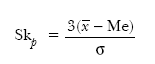 Skₚ = 3(x̅ − Me) / σ